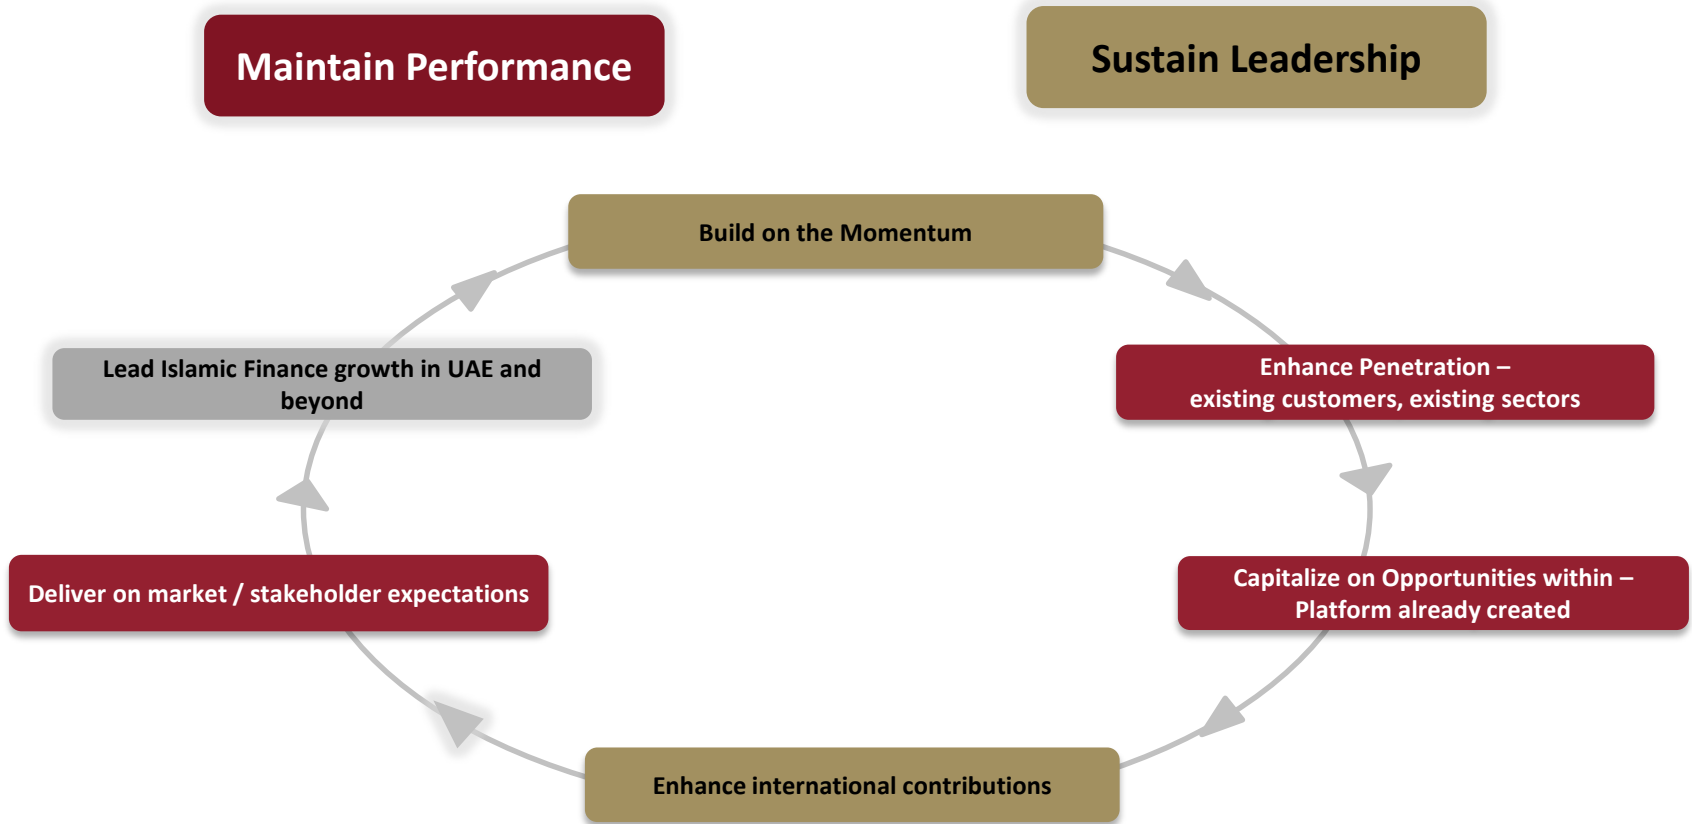 Maintain Performance
Sustain Leadership
Build on the Momentum
Lead Islamic Finance growth in UAE and
beyond
Enhance Penetration –
existing customers, existing sectors
Deliver on market / stakeholder expectations
Capitalize on Opportunities within –
Platform already created
Enhance international contributions